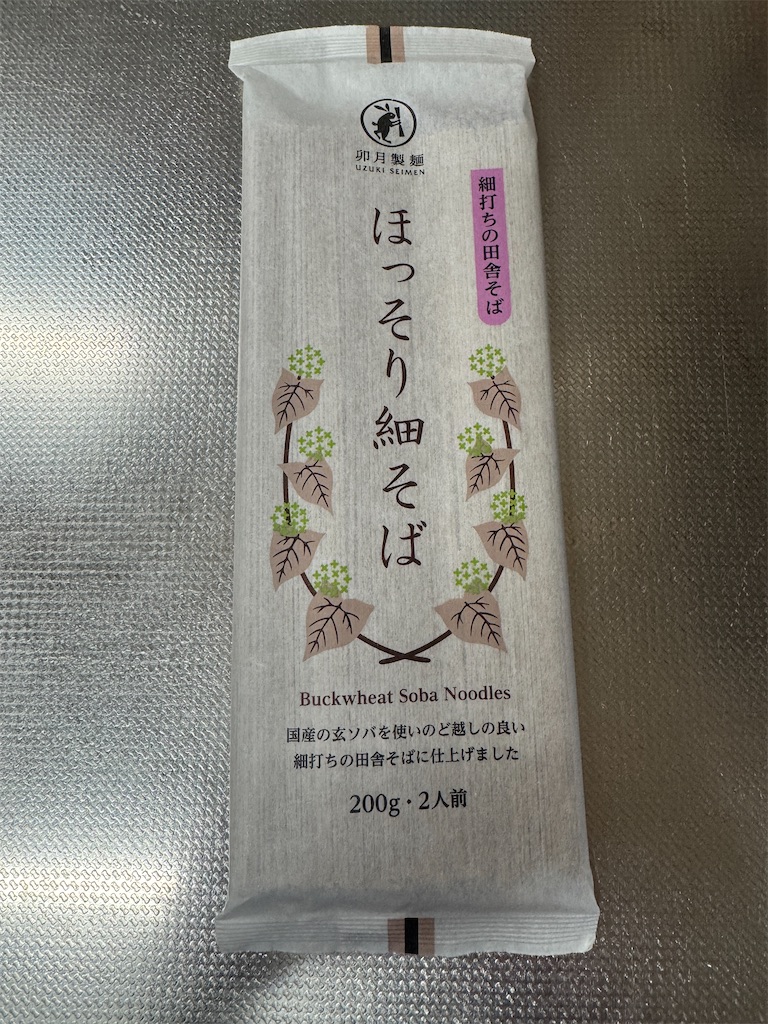 卯月製麺
UZUKI SEIMEN
細打ちの田舎そば
ほっそり細そば
Buckwheat Soba Noodles
国産の玄ソバを使いのど越しの良い
細打ちの田舎そばに仕上げました
200g・2人前